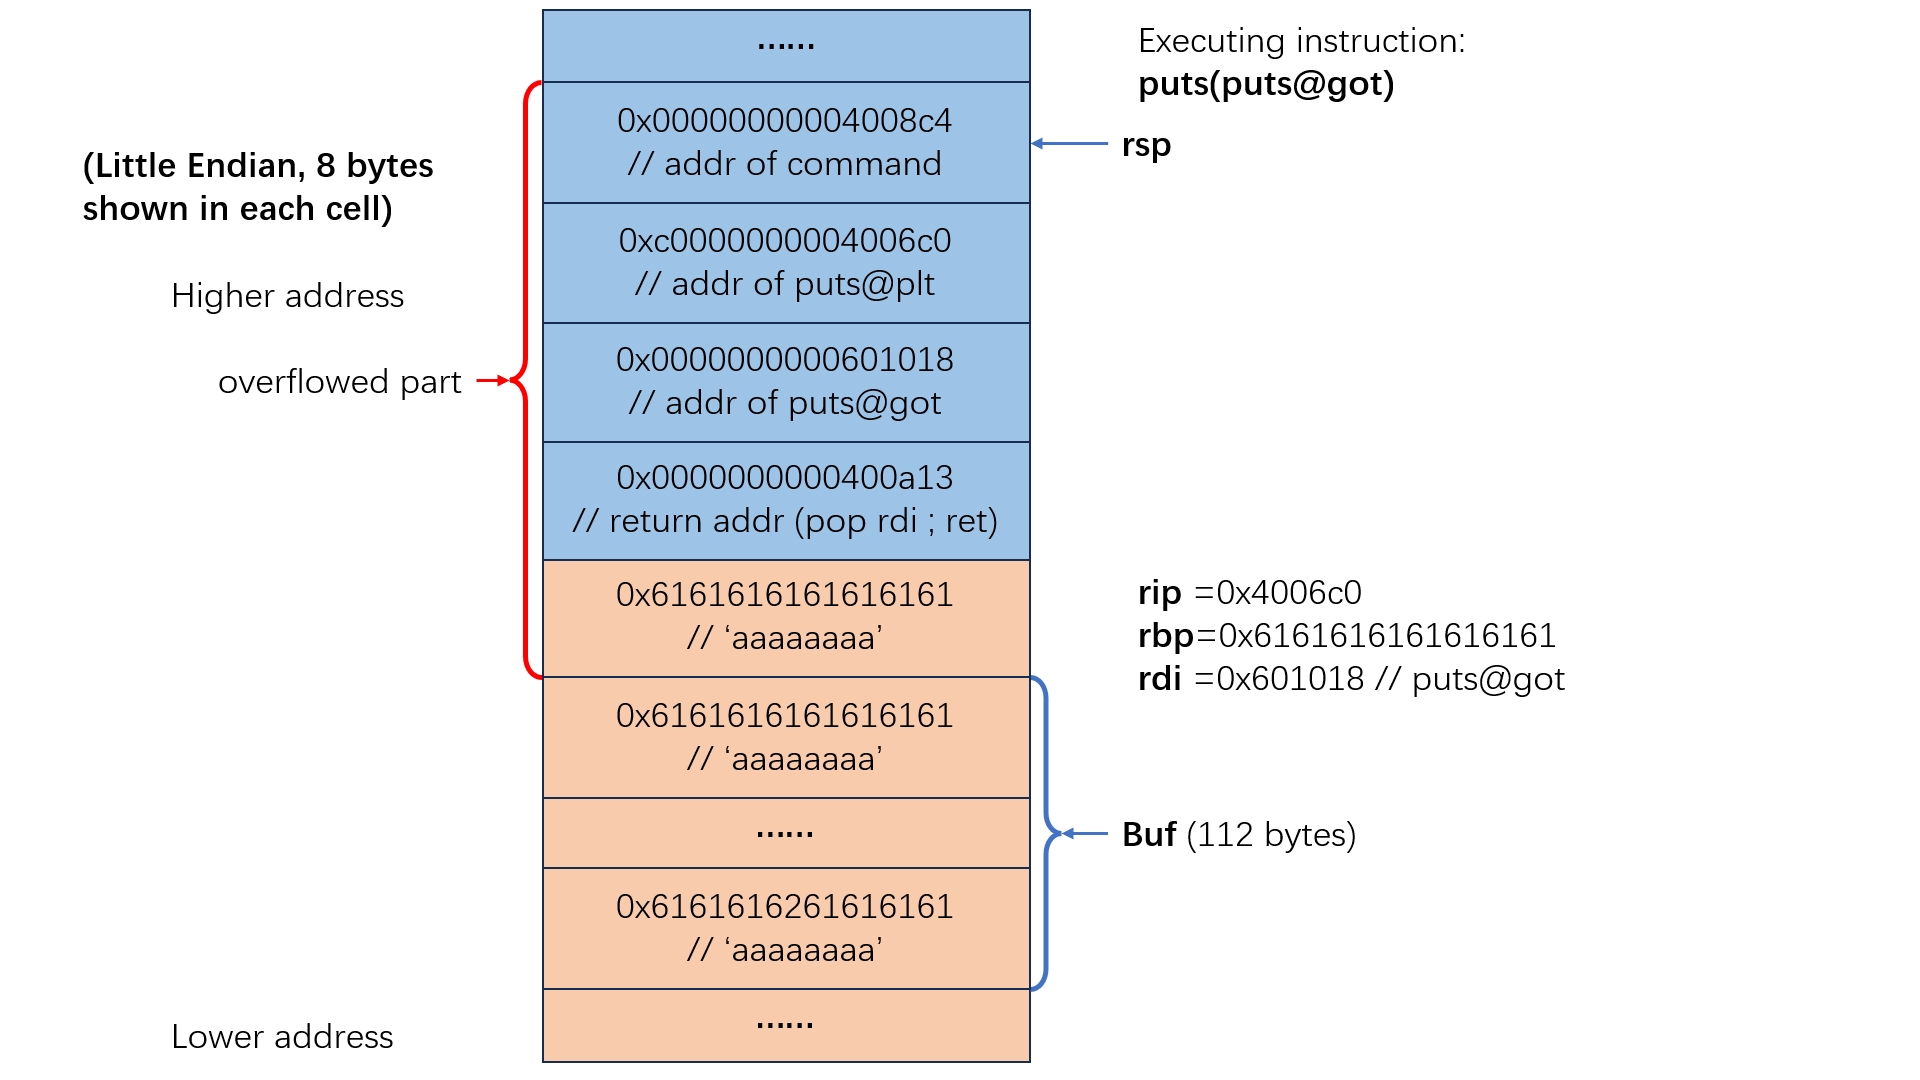 ......
Executing instruction:
puts(puts@got)
0x00000000004008c4
// addr of command
rsp
(Little Endian, 8 bytes
shown in each cell)
0xc0000000004006c0
// addr of puts@plt
Higher address
0x0000000000601018
// addr of puts@got
overflowed part
0x0000000000400a13
// return addr (pop rdi ; ret)
0x6161616161616161
// ‘aaaaaaaa’
rip =0x4006c0
rbp=0x6161616161616161
rdi =0x601018 // puts@got
0x6161616161616161
// ‘aaaaaaaa’
......
Buf (112 bytes)
0x6161616261616161
// ‘aaaaaaaa’
......
Lower address